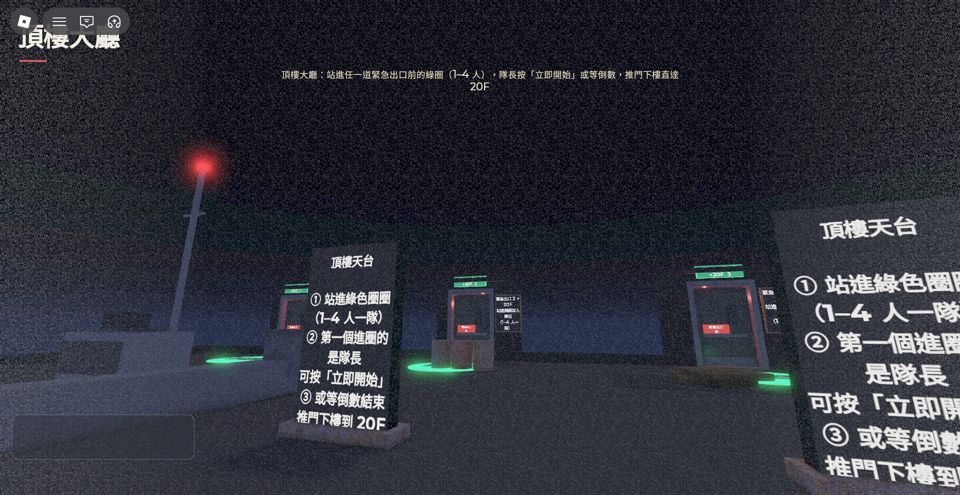 頂樓大廳
頂樓大廳：站進任一道緊急出口前的綠圈（1–4 人），隊長按「立即開始」或等倒數，推門下樓直達
20F
頂樓天台
① 站進綠色圈圈
（1–4 人一隊）
② 第一個進圈的
是隊長
可按「立即開始」
③ 或等倒數結束
推門下樓到 20F
緊急出口 2 →
20F
頂樓天台
① 站進綠色圈
（1–4 人一隊
② 第一個進圈
是隊長
可按「立即開
③ 或等倒數
推門下樓到